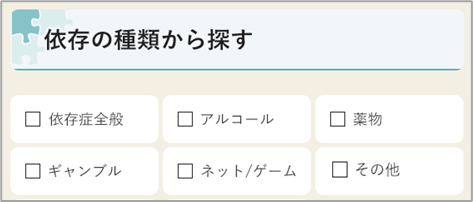 依存の種類から探す
□ 依存症全般
□ アルコール
□ 薬物
□ ギャンブル
□ ネット/ゲーム
□ その他